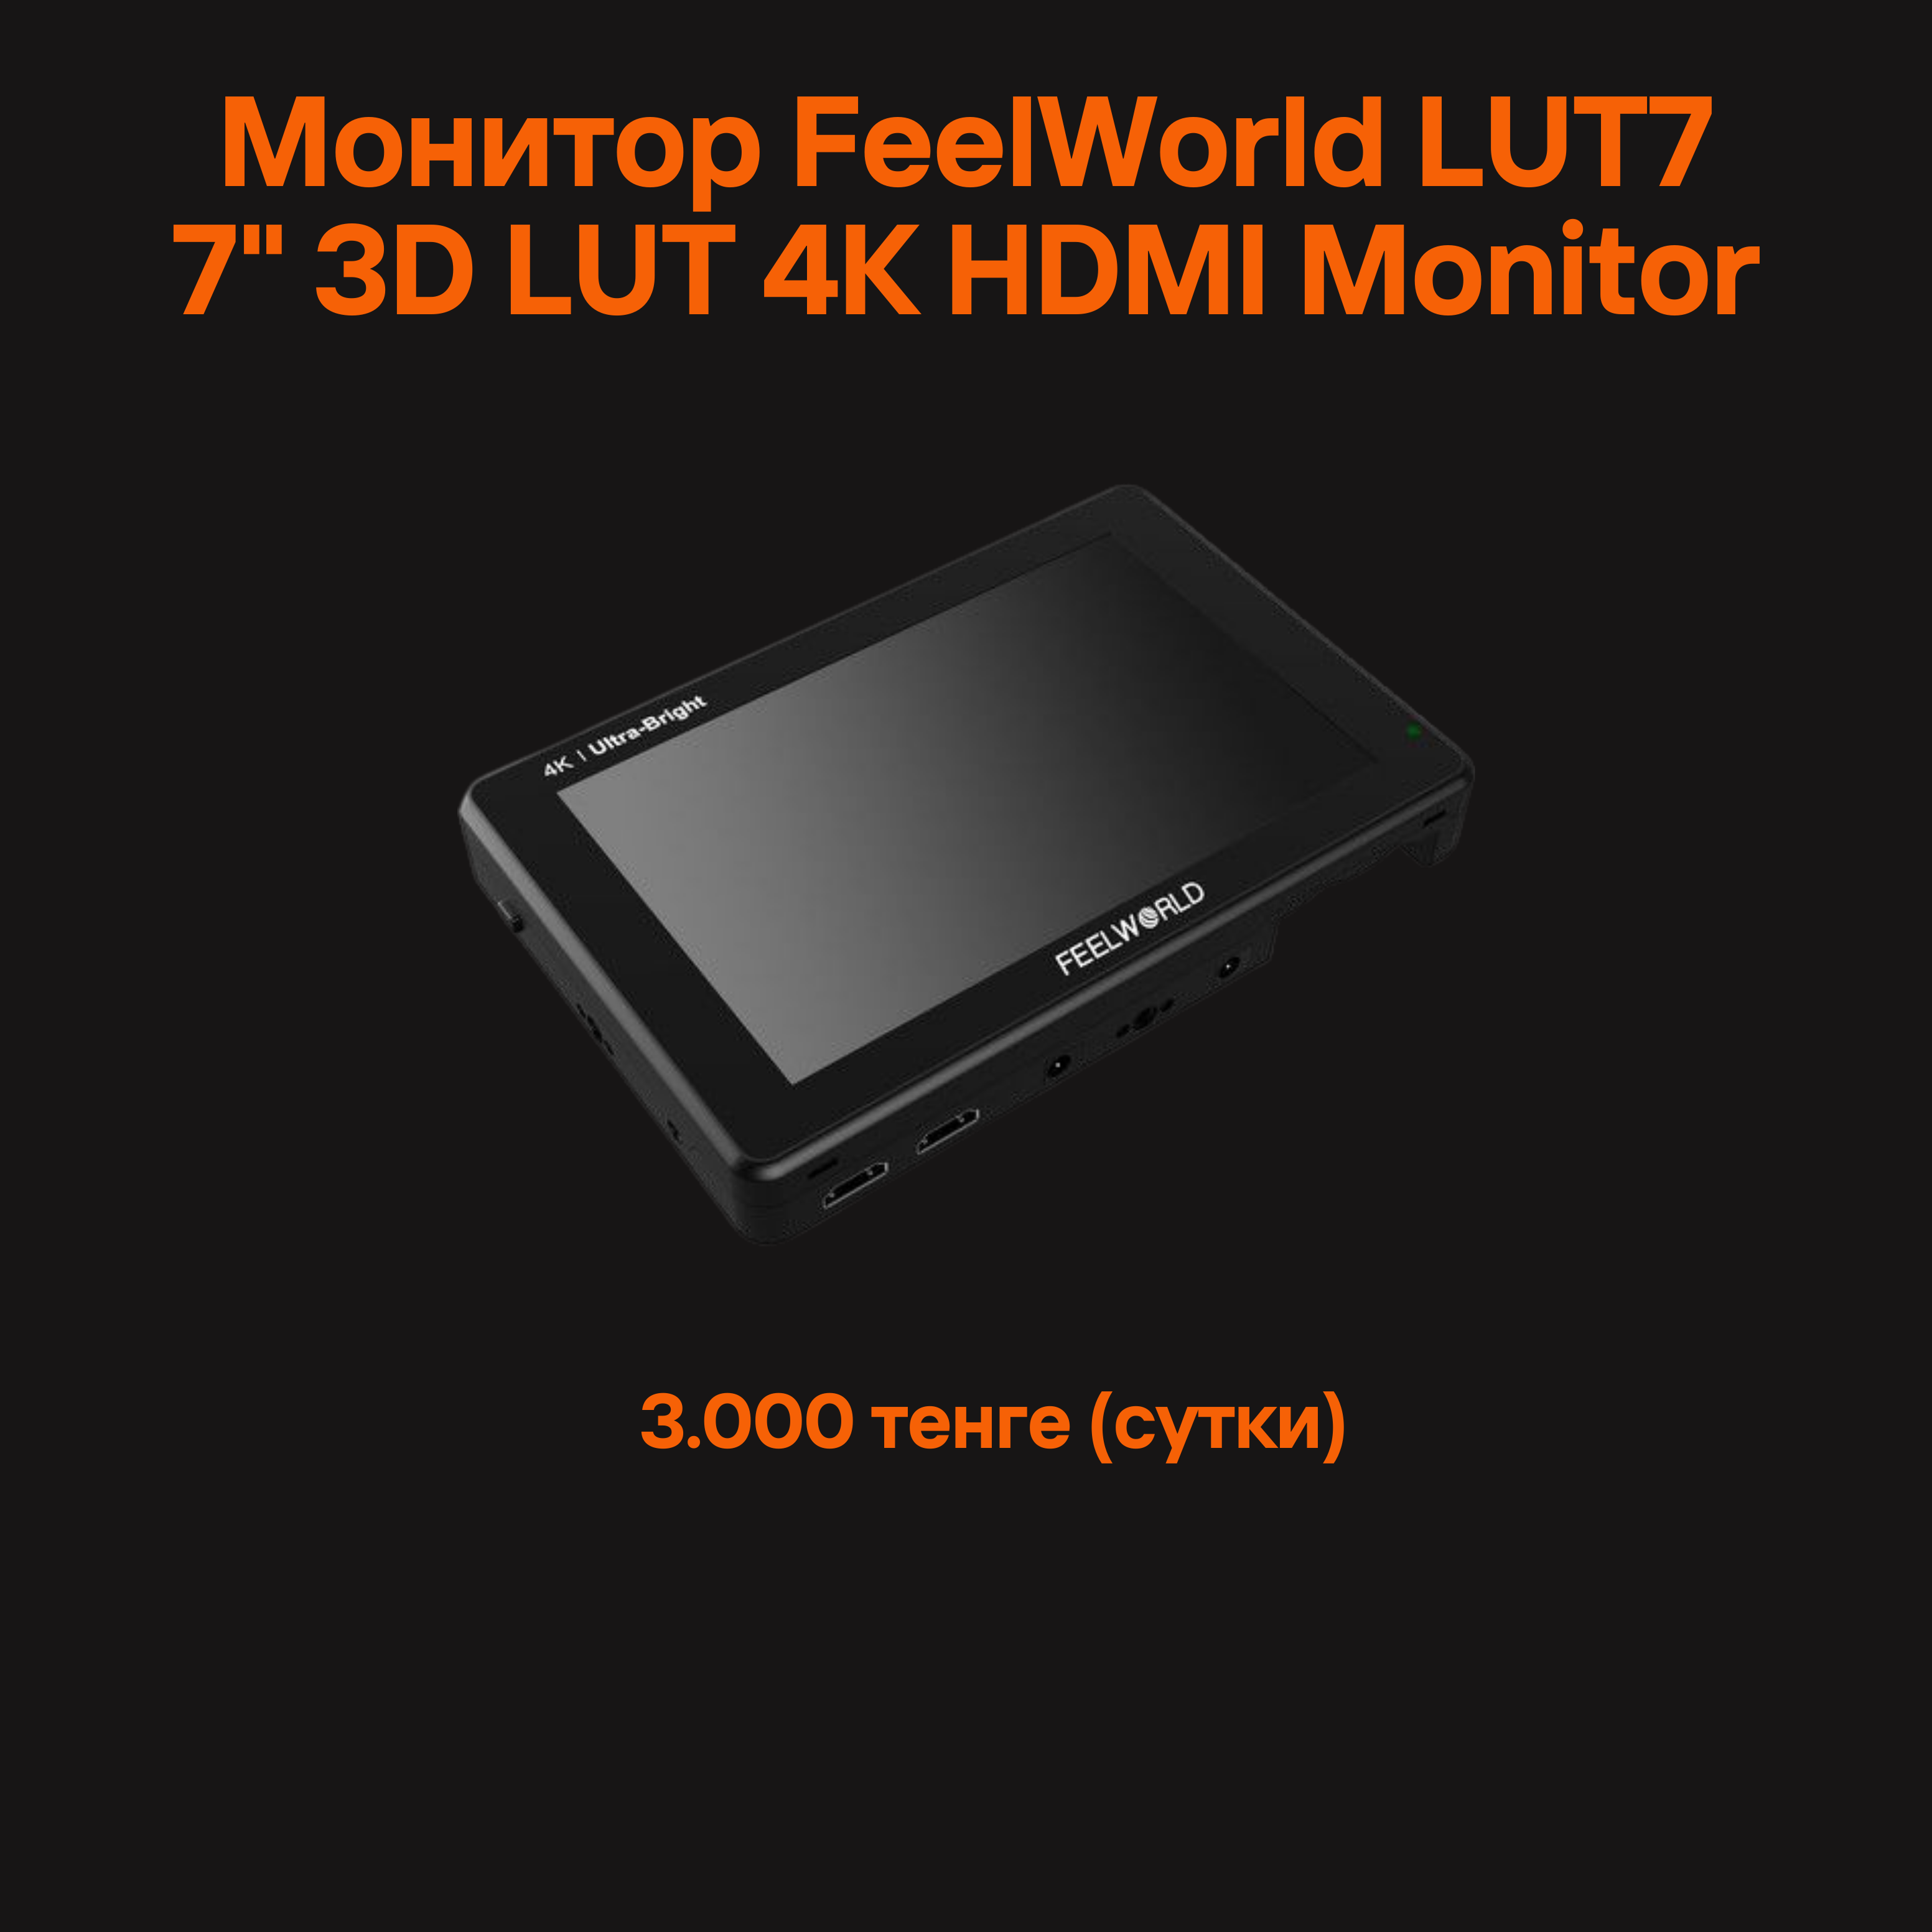 Монитор FeelWorld LUT7
7" 3D LUT 4K HDMI Monitor
4K | Ultra-Bright
FEELWORLD
3.000 тенге (сутки)